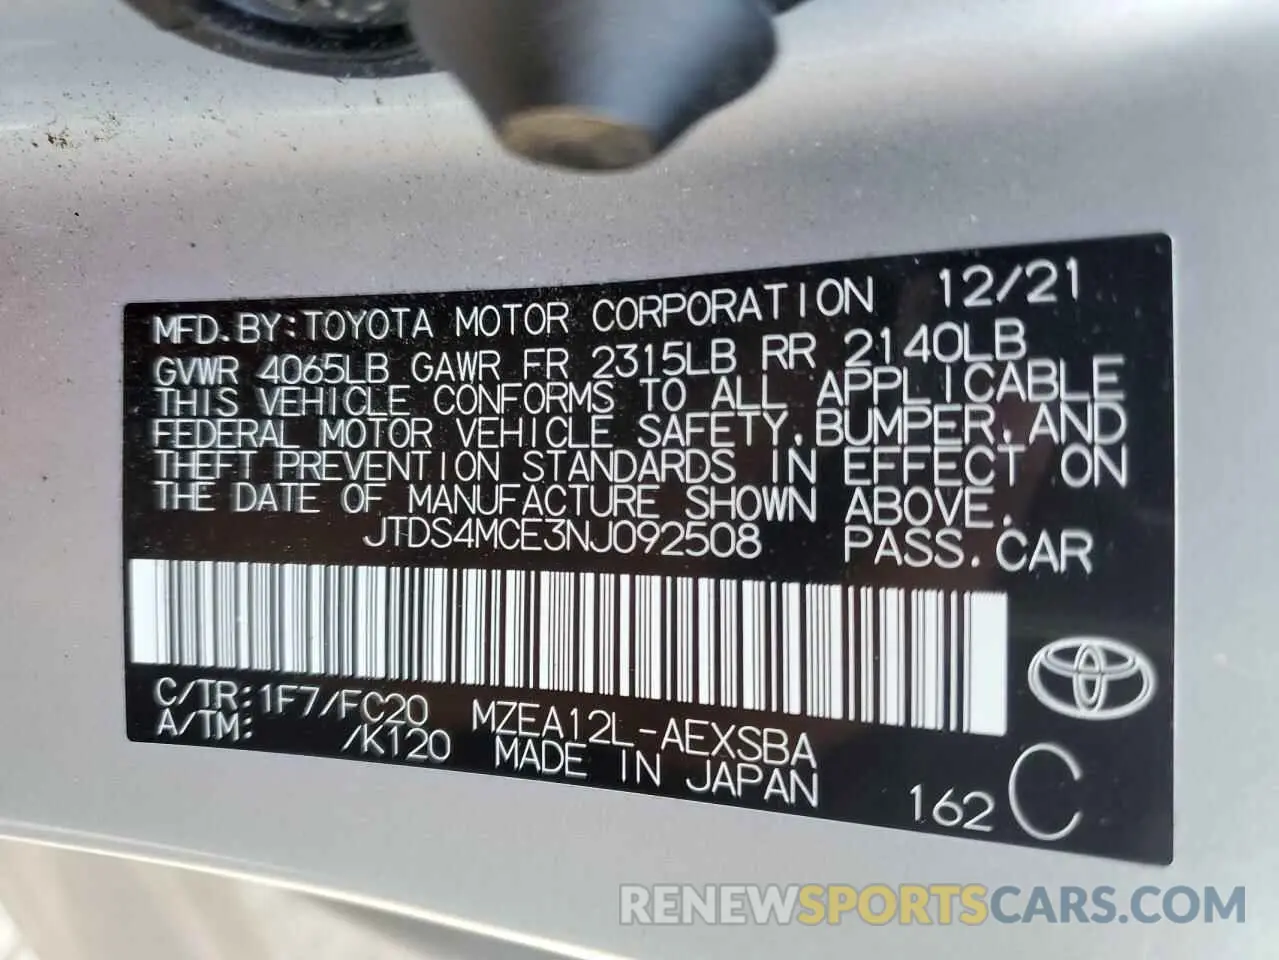 MFD.BY:TOYOTA MOTOR CORPORATION 12/21
GVWR 4065LB GAWR FR 2315LB RR 2140LB
THIS VEHICLE CONFORMS TO ALL APPLICABLE
FEDERAL MOTOR VEHICLE SAFETY,BUMPER,AND
THEFT PREVENTION STANDARDS IN EFFECT ON
THE DATE OF MANUFACTURE SHOWN ABOVE.
JTDS4MCE3NJ092508 PASS.CAR
C/TR:1F7/FC20 MZEA12L-AEXSBA
A/TM: /K120 MADE IN JAPAN
162 C
RENEWSPORTSCARS.COM